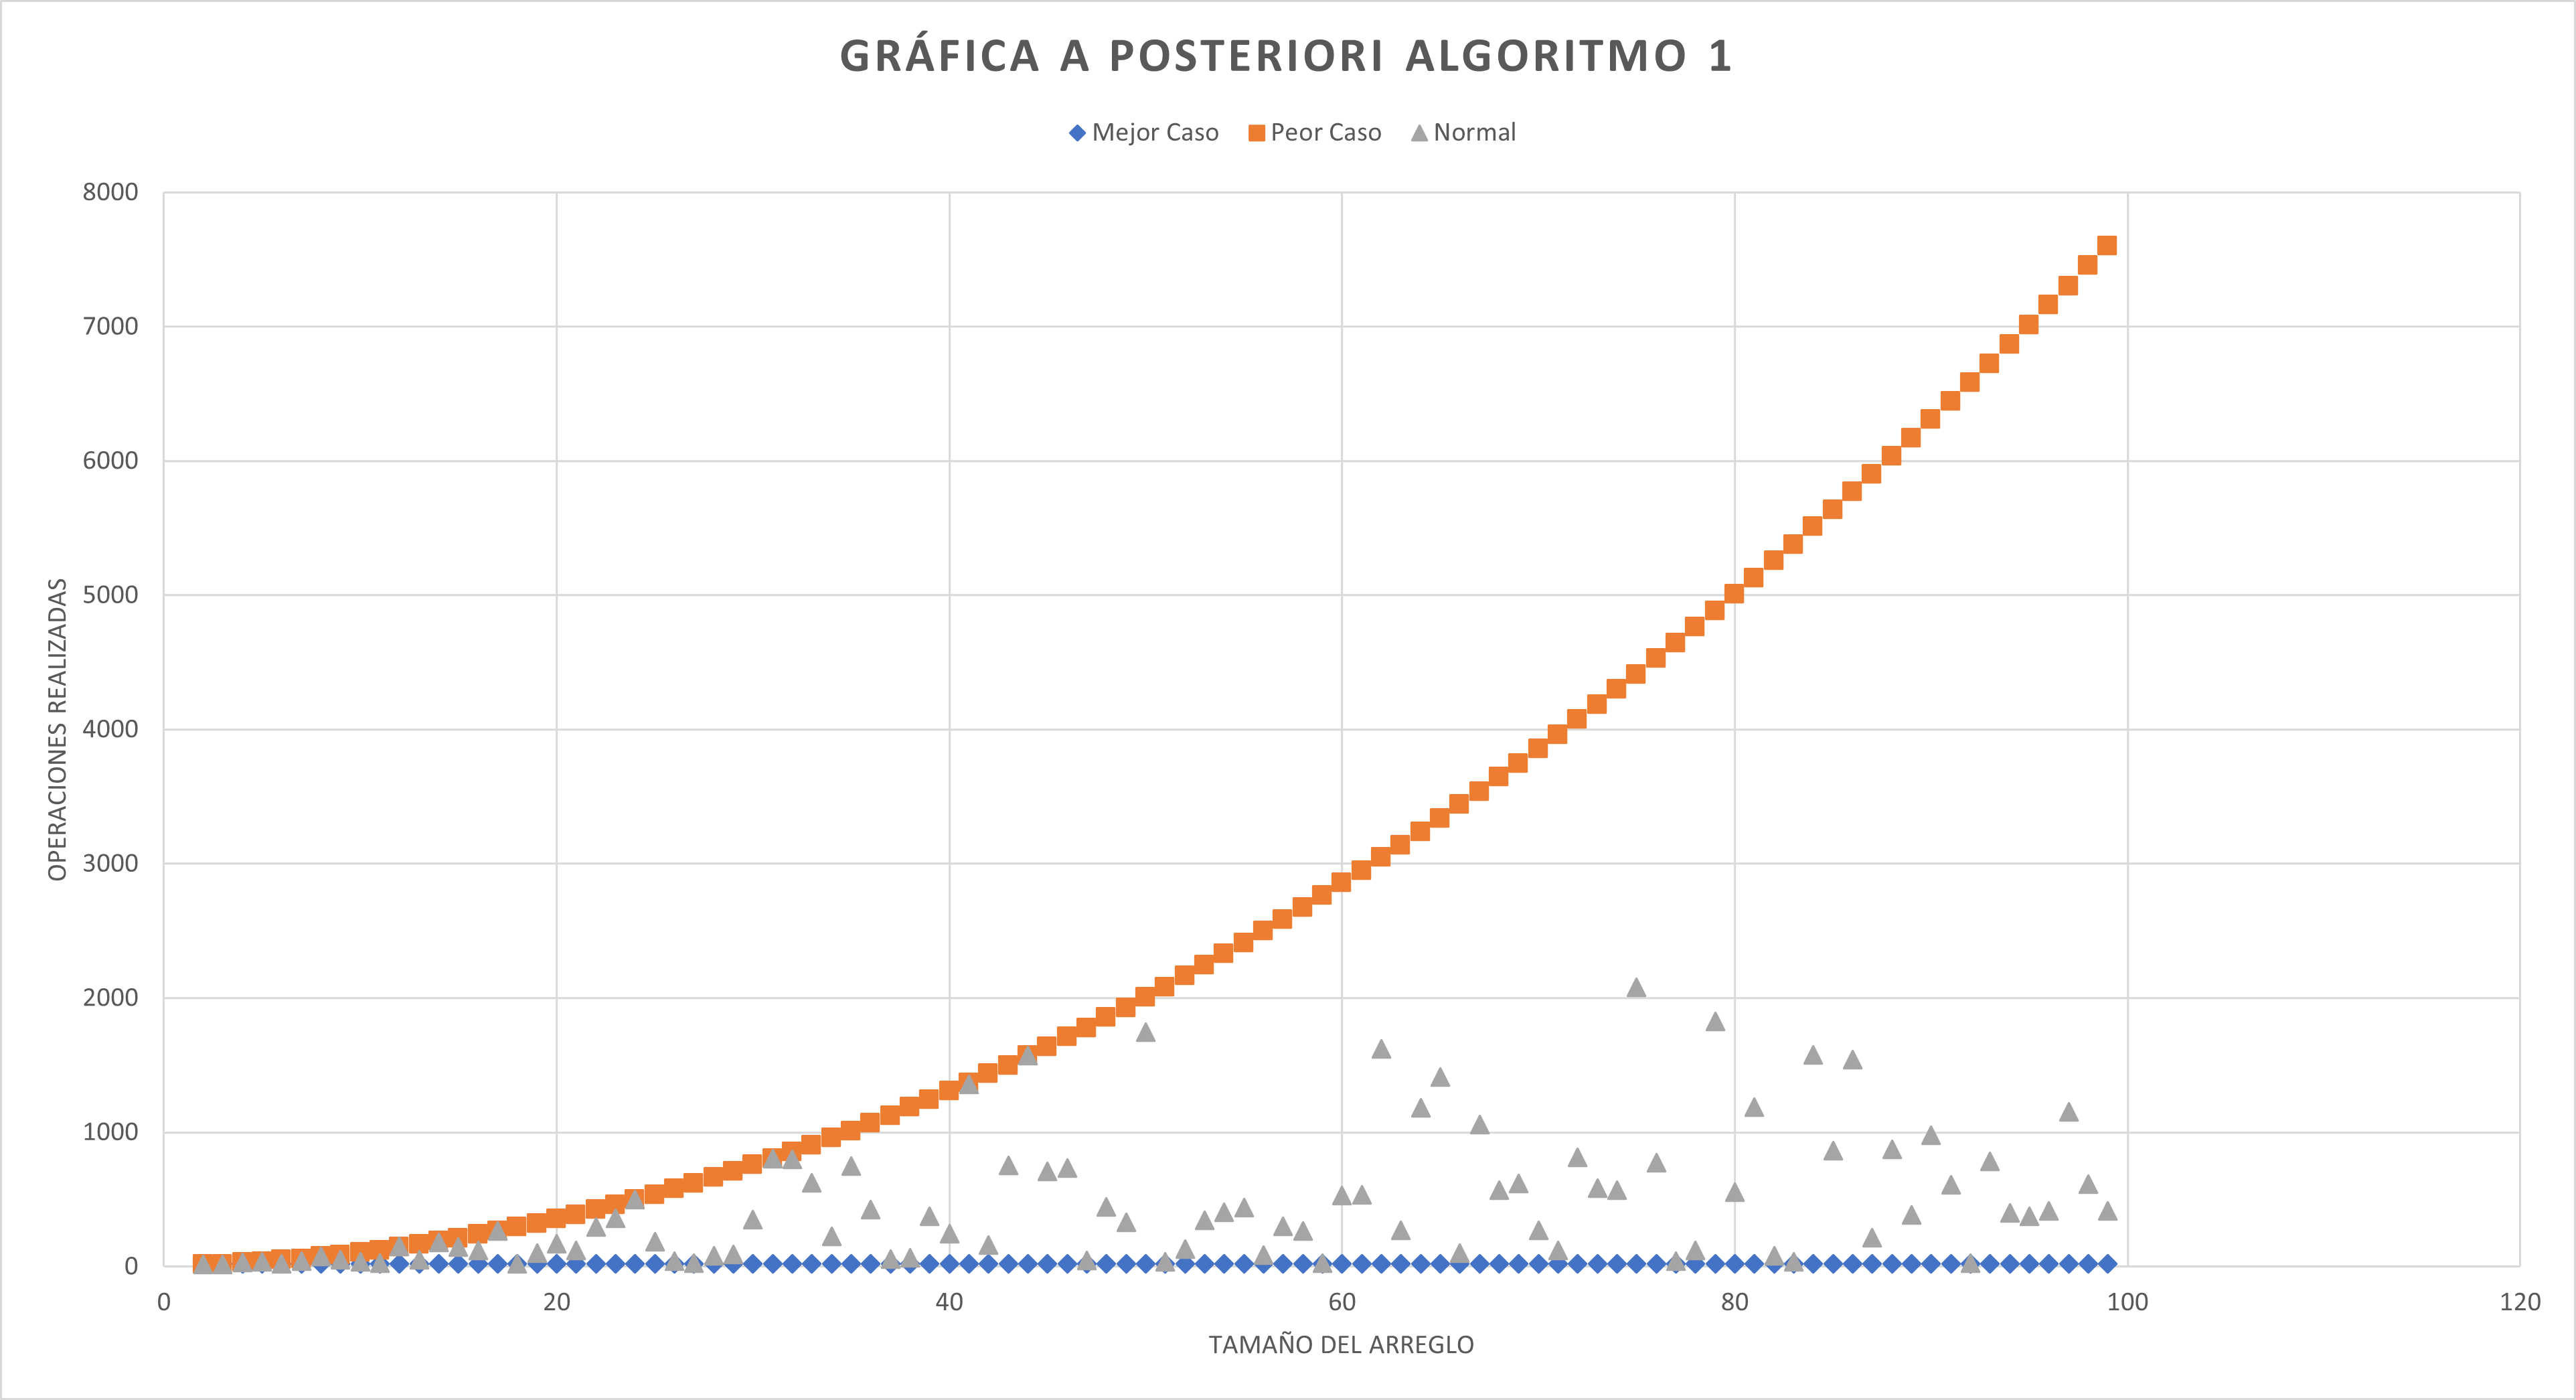 GRÁFICA A POSTERIORI ALGORITMO 1
Mejor Caso Peor Caso Normal
8000
7000
6000
5000
4000
3000
2000
1000
0
OPERACIONES REALIZADAS
0 20 40 60 80 100 120
TAMAÑO DEL ARREGLO